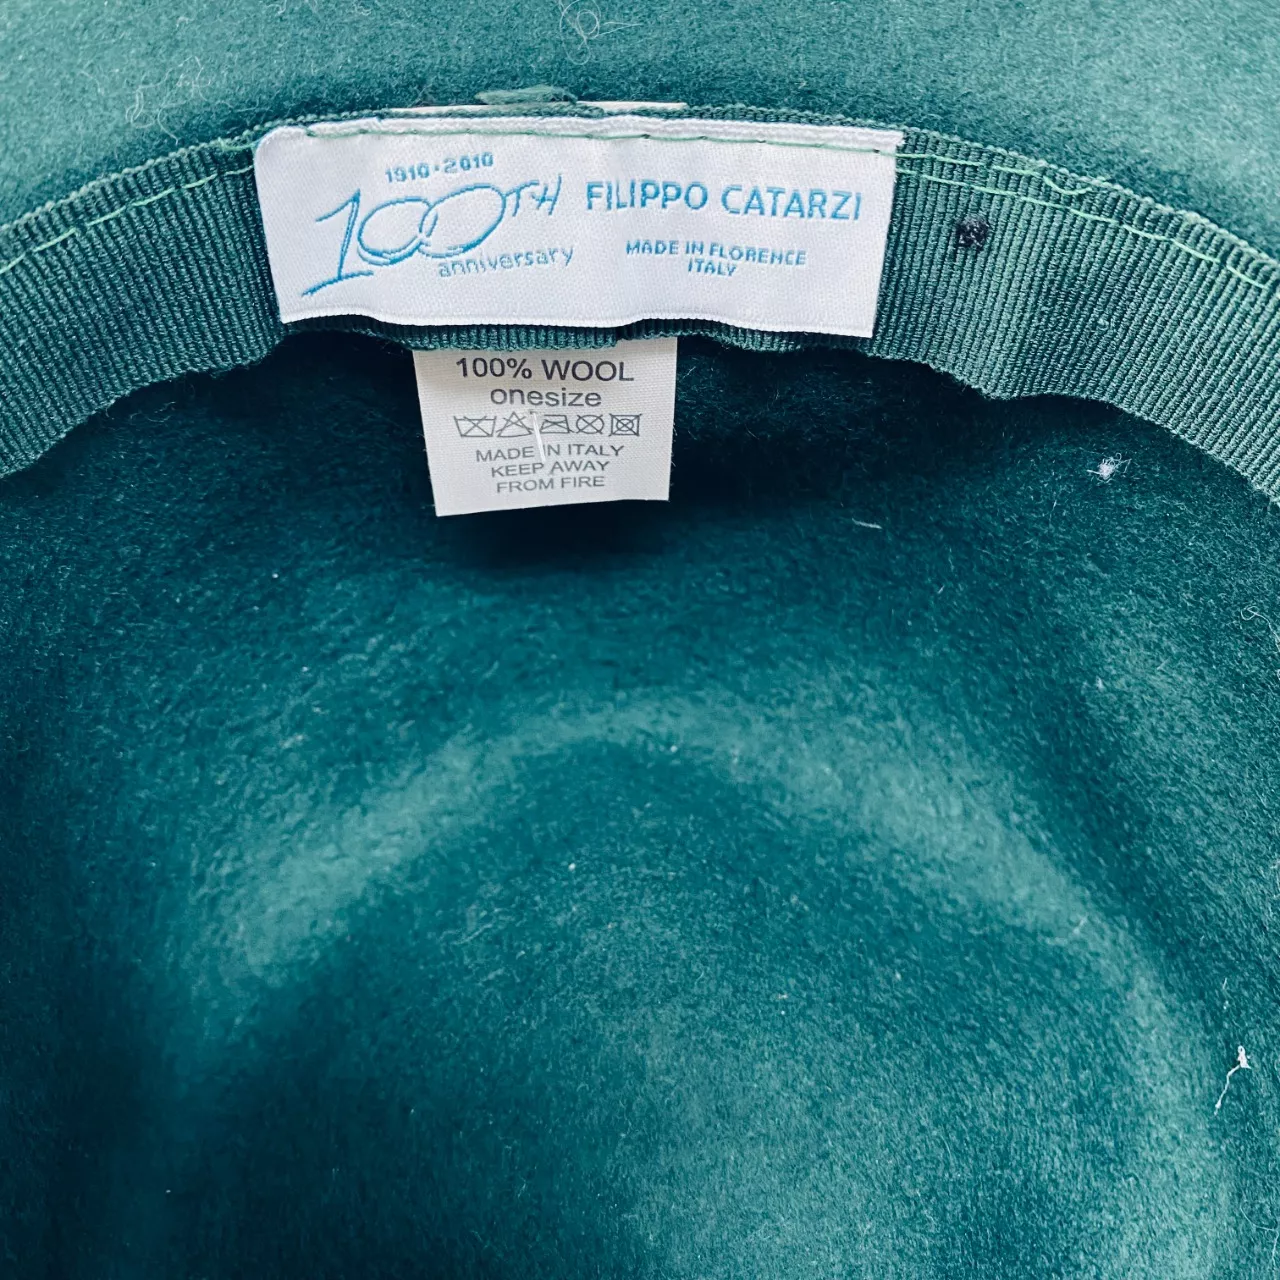 1910·2010
100TH
anniversary
FILIPPO CATARZI
MADE IN FLORENCE
ITALY
100% WOOL
onesize
MADE IN ITALY
KEEP AWAY
FROM FIRE